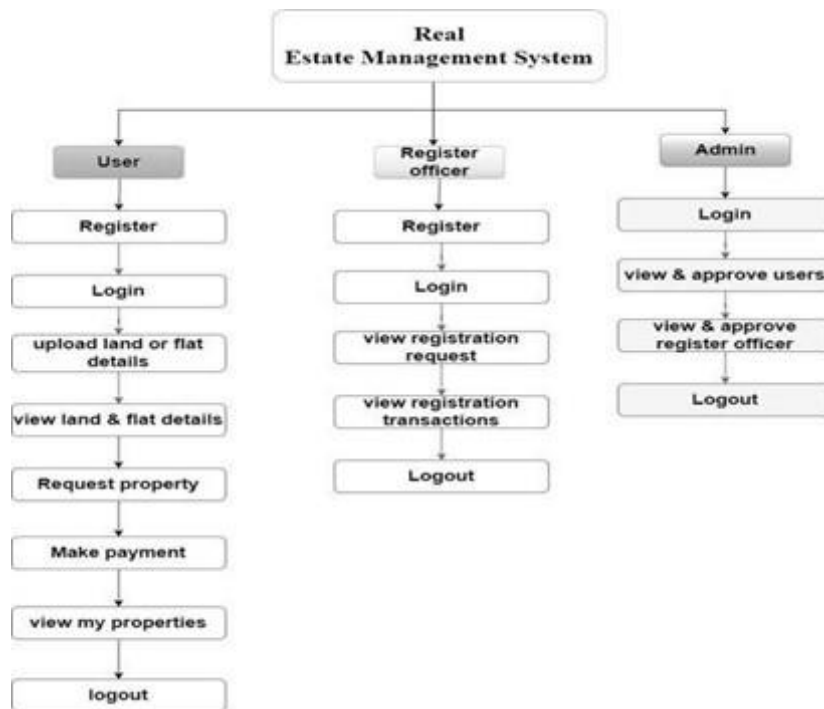 Real
Estate Management System
User
Register
Login
upload land or flat
details
view land & flat details
Request property
Make payment
view my properties
logout
Register
officer
Register
Login
view registration
request
view registration
transactions
Logout
Admin
Login
view & approve users
view & approve
register officer
Logout